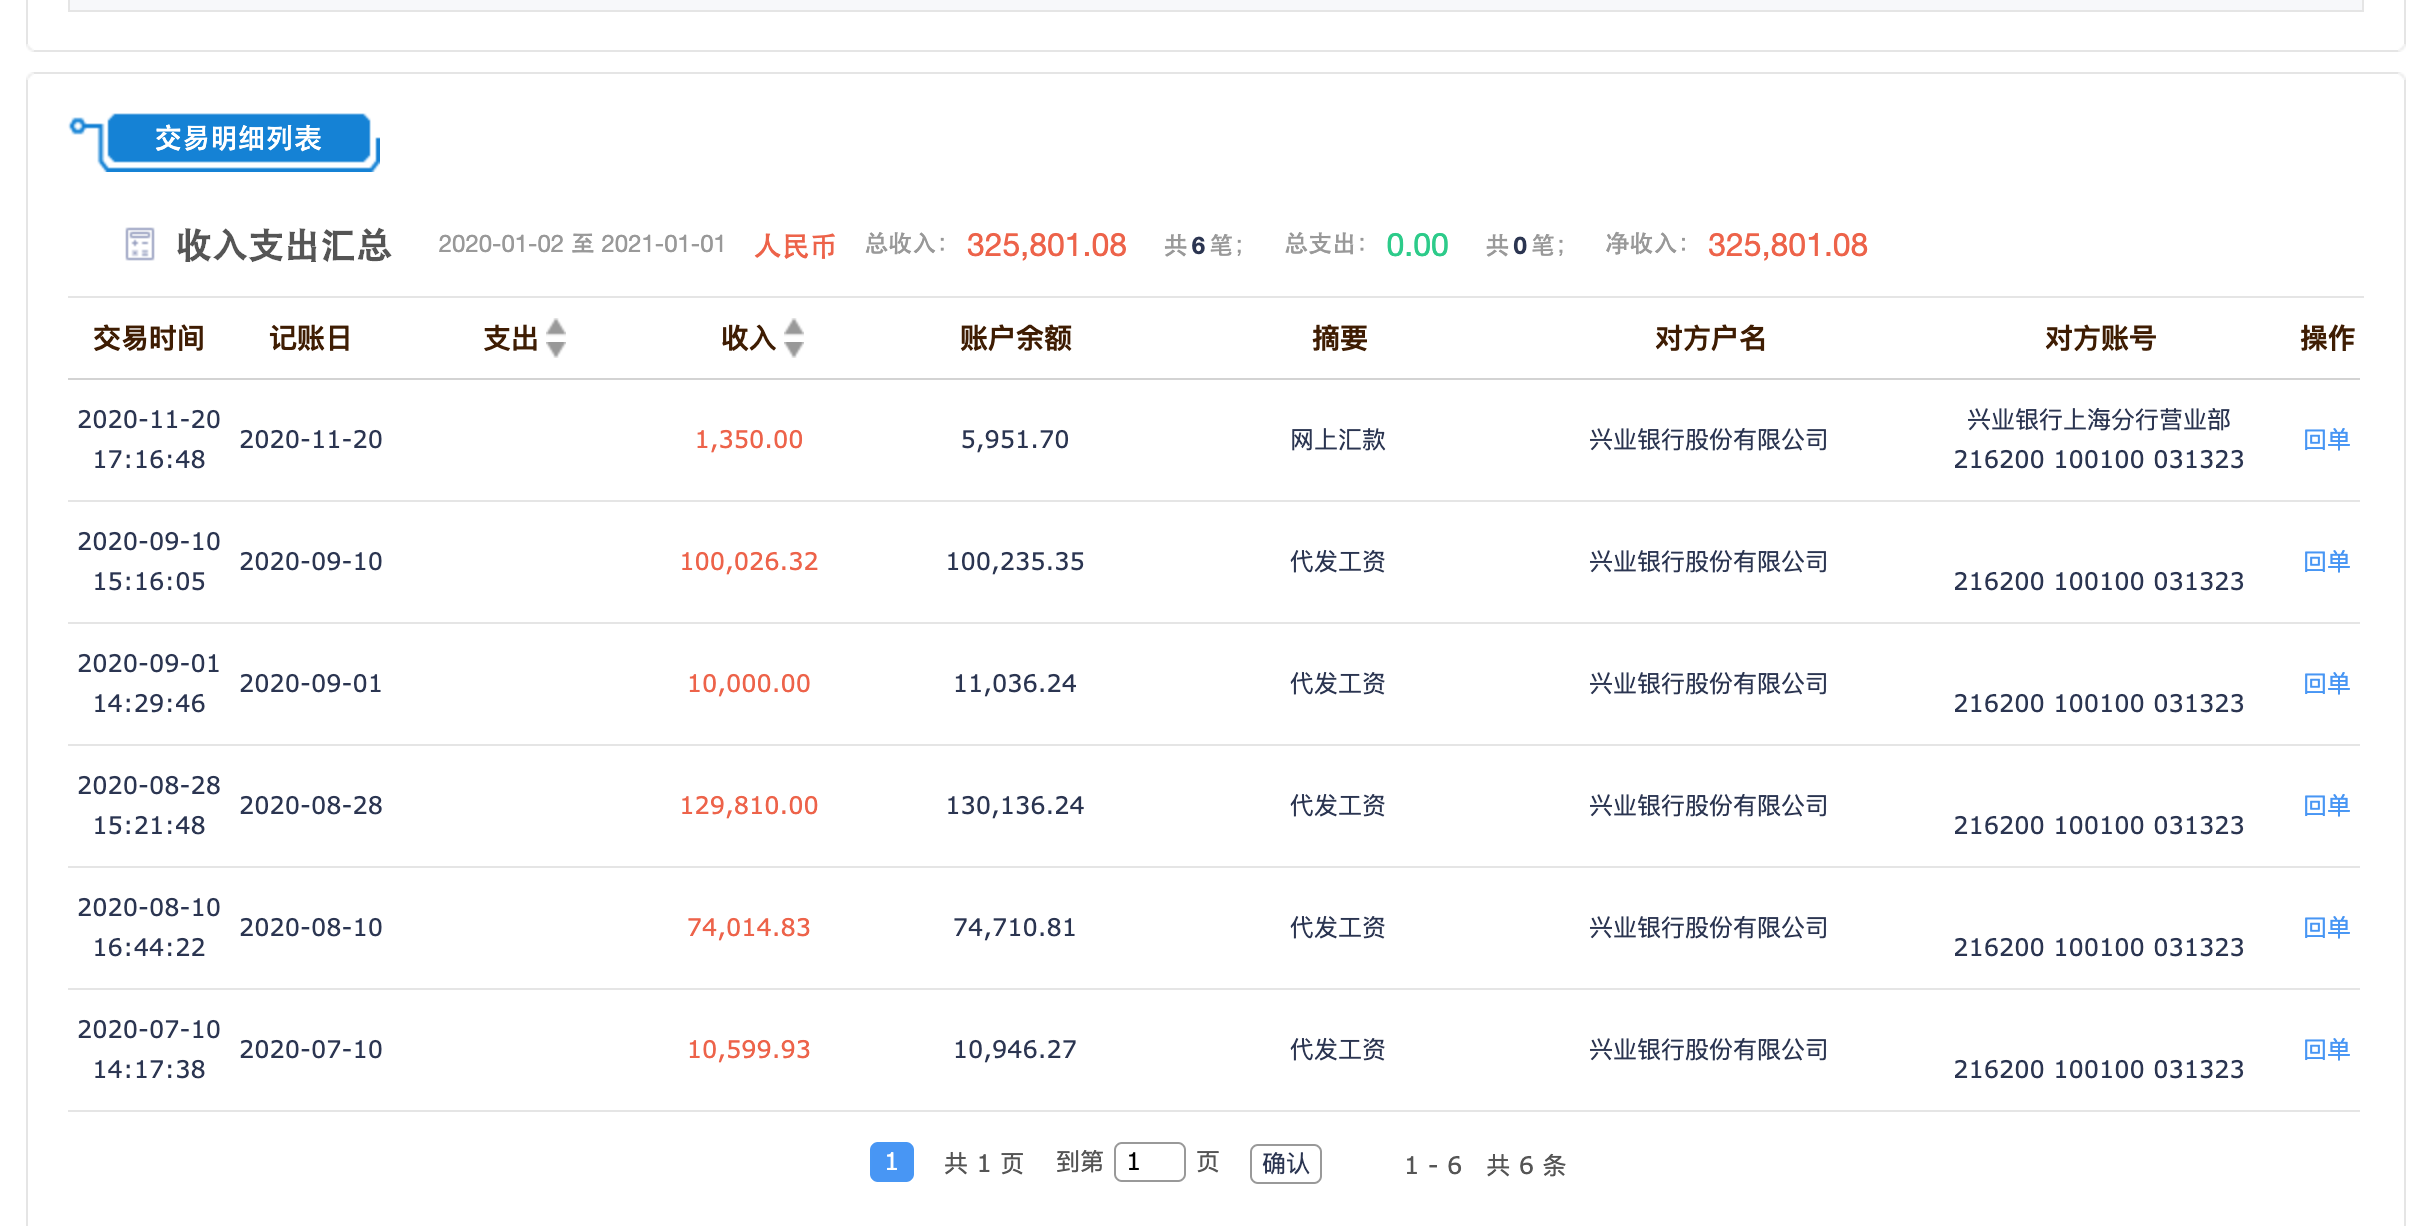 交易明细列表
收入支出汇总 2020-01-02 至 2021-01-01 人民币 总收入: 325,801.08 共6笔; 总支出: 0.00 共0笔; 净收入: 325,801.08
交易时间 记账日 支出 收入 账户余额 摘要 对方户名 对方账号 操作
2020-11-20 17:16:48 2020-11-20 1,350.00 5,951.70 网上汇款 兴业银行股份有限公司 兴业银行上海分行营业部 216200 100100 031323 回单
2020-09-10 15:16:05 2020-09-10 100,026.32 100,235.35 代发工资 兴业银行股份有限公司 216200 100100 031323 回单
2020-09-01 14:29:46 2020-09-01 10,000.00 11,036.24 代发工资 兴业银行股份有限公司 216200 100100 031323 回单
2020-08-28 15:21:48 2020-08-28 129,810.00 130,136.24 代发工资 兴业银行股份有限公司 216200 100100 031323 回单
2020-08-10 16:44:22 2020-08-10 74,014.83 74,710.81 代发工资 兴业银行股份有限公司 216200 100100 031323 回单
2020-07-10 14:17:38 2020-07-10 10,599.93 10,946.27 代发工资 兴业银行股份有限公司 216200 100100 031323 回单
1 共 1 页 到第 1 页 确认 1 - 6 共 6 条